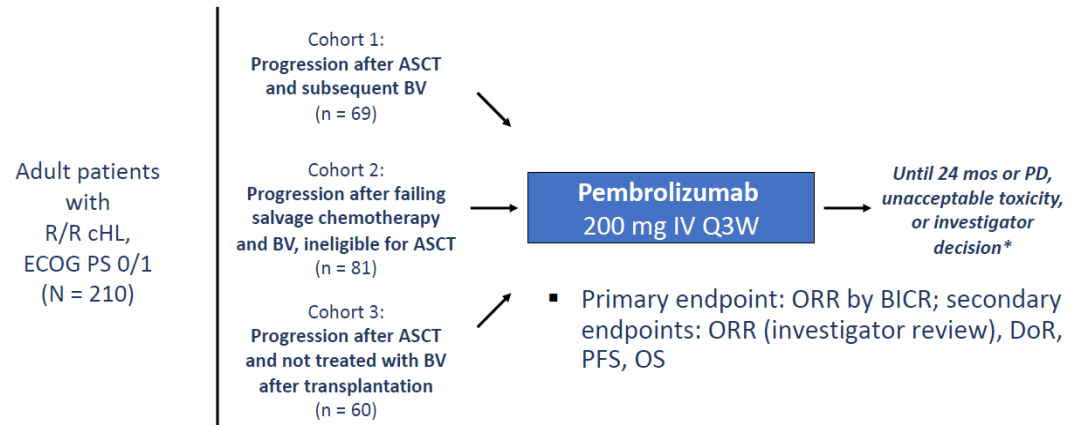 Adult patients
with
R/R cHL,
ECOG PS 0/1
(N = 210)
Cohort 1:
Progression after ASCT
and subsequent BV
(n = 69)
Cohort 2:
Progression after failing
salvage chemotherapy
and BV, ineligible for ASCT
(n = 81)
Cohort 3:
Progression after ASCT
and not treated with BV
after transplantation
(n = 60)
Pembrolizumab
200 mg IV Q3W
Until 24 mos or PD,
unacceptable toxicity,
or investigator
decision*
▪ Primary endpoint: ORR by BICR; secondary
endpoints: ORR (investigator review), DoR,
PFS, OS